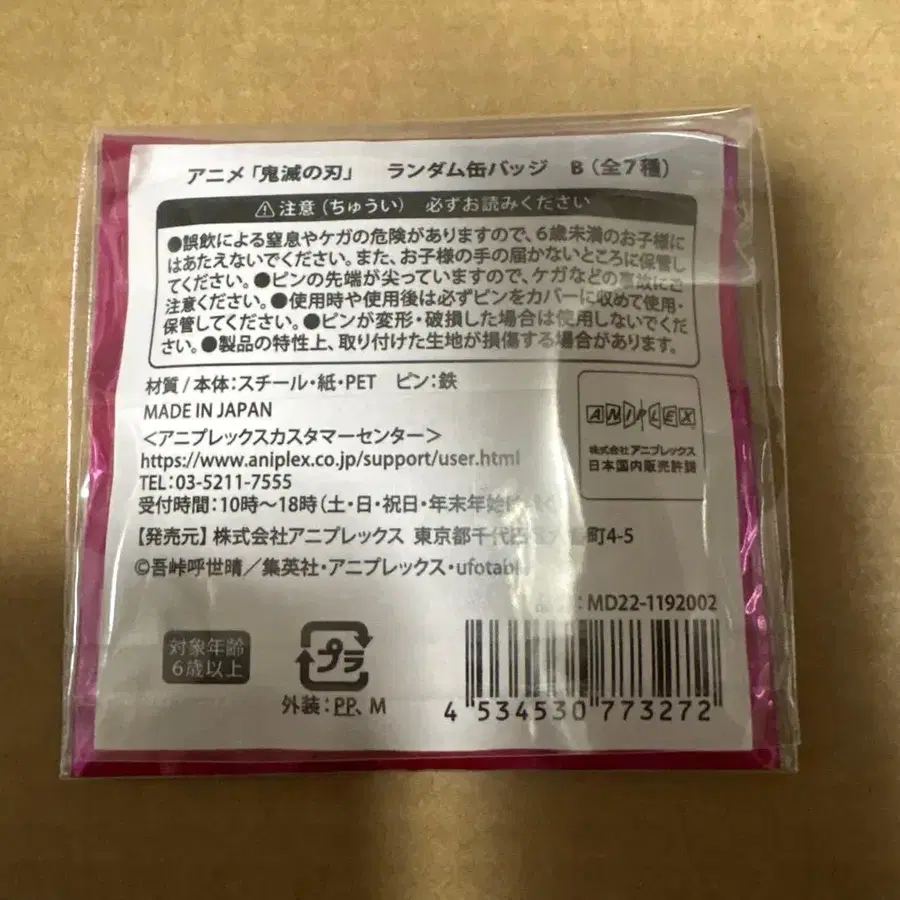 アニメ「鬼滅の刃」 ランダム缶バッジ B（全7種）
⚠注意（ちゅうい） 必ずお読みください
●誤飲による窒息やケガの危険がありますので、6歳未満のお子様に
はあたえないでください。また、お子様の手の届かないところに保管し
てください。●ピンの先端が尖っていますので、ケガなどの事故にご
注意ください。●使用時や使用後は必ずピンをカバーに収めて使用・
保管してください。●ピンが変形・破損した場合は使用しないでくだ
さい。●製品の特性上、取り付けた生地が損傷する場合があります。
材質/本体:スチール・紙・PET ピン:鉄
MADE IN JAPAN
<アニプレックスカスタマーセンター>
https://www.aniplex.co.jp/support/user.html
TEL:03-5211-7555
受付時間:10時～18時(土・日・祝日・年末年始
ANIPLEX
株式会社アニプレックス
日本国内販売許諾
【発売元】株式会社アニプレックス 東京都千代田 町4-5
©吾峠呼世晴／集英社・アニプレックス・ufotable
:MD22-1192002
対象年齢
6歳以上
プラ
外装:PP、M
4 534530 773272